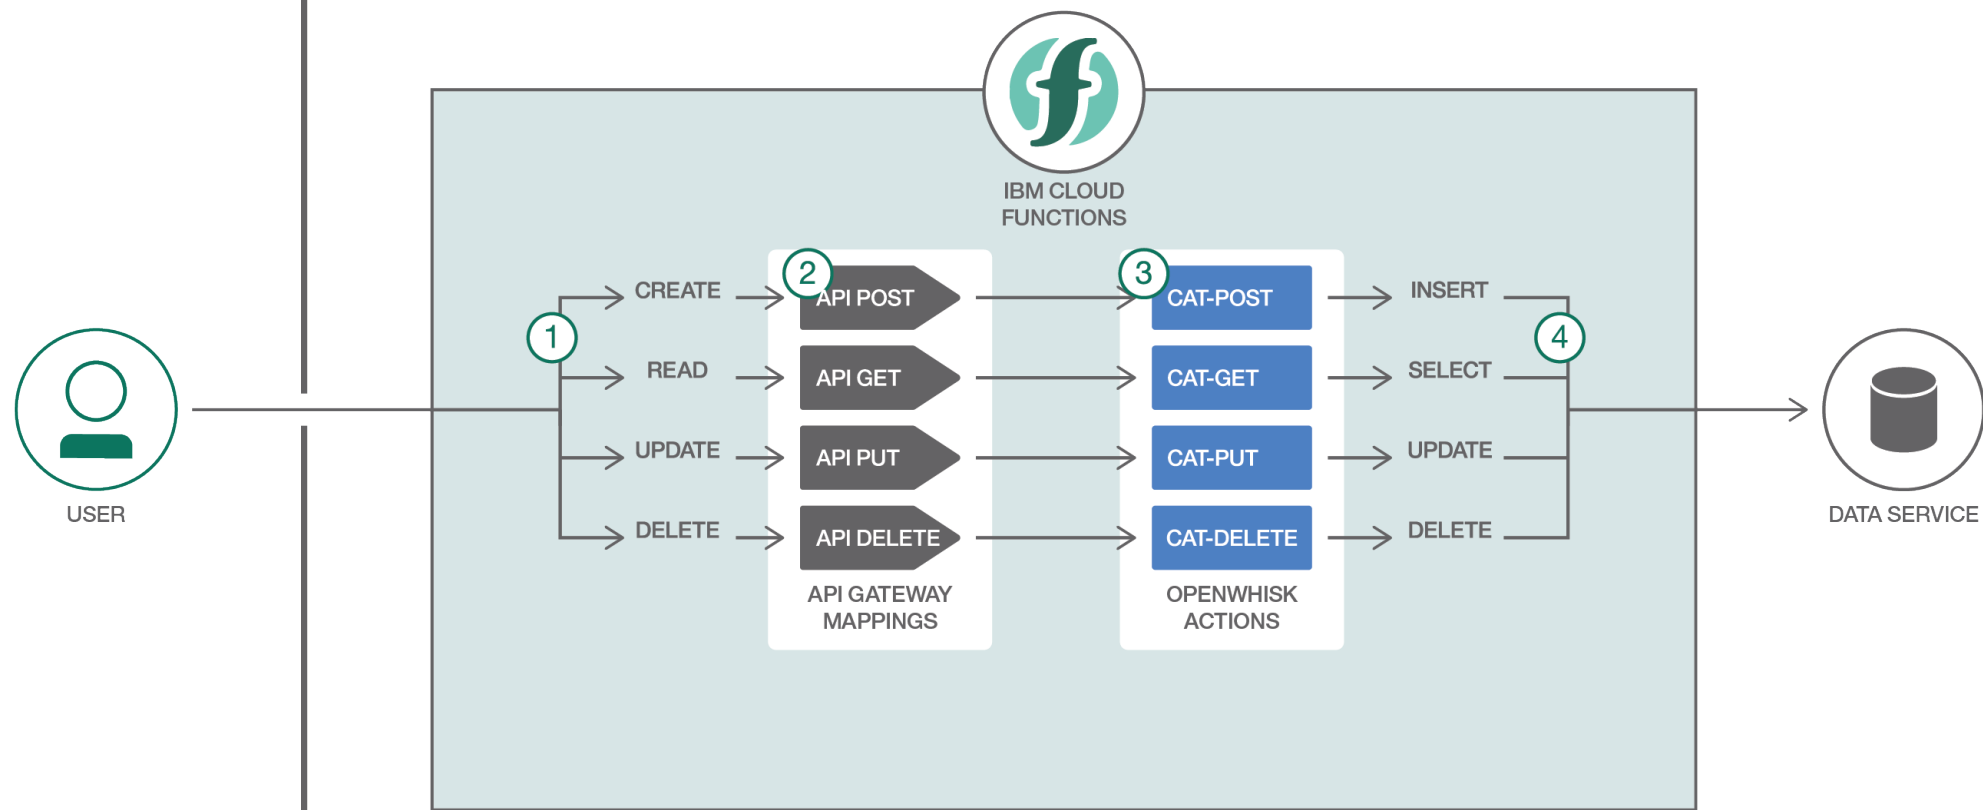 IBM CLOUD
FUNCTIONS
1
2
3
4
CREATE
API POST
CAT-POST
INSERT
READ
API GET
CAT-GET
SELECT
UPDATE
API PUT
CAT-PUT
UPDATE
DELETE
API DELETE
CAT-DELETE
DELETE
USER
DATA SERVICE
API GATEWAY
MAPPINGS
OPENWHISK
ACTIONS